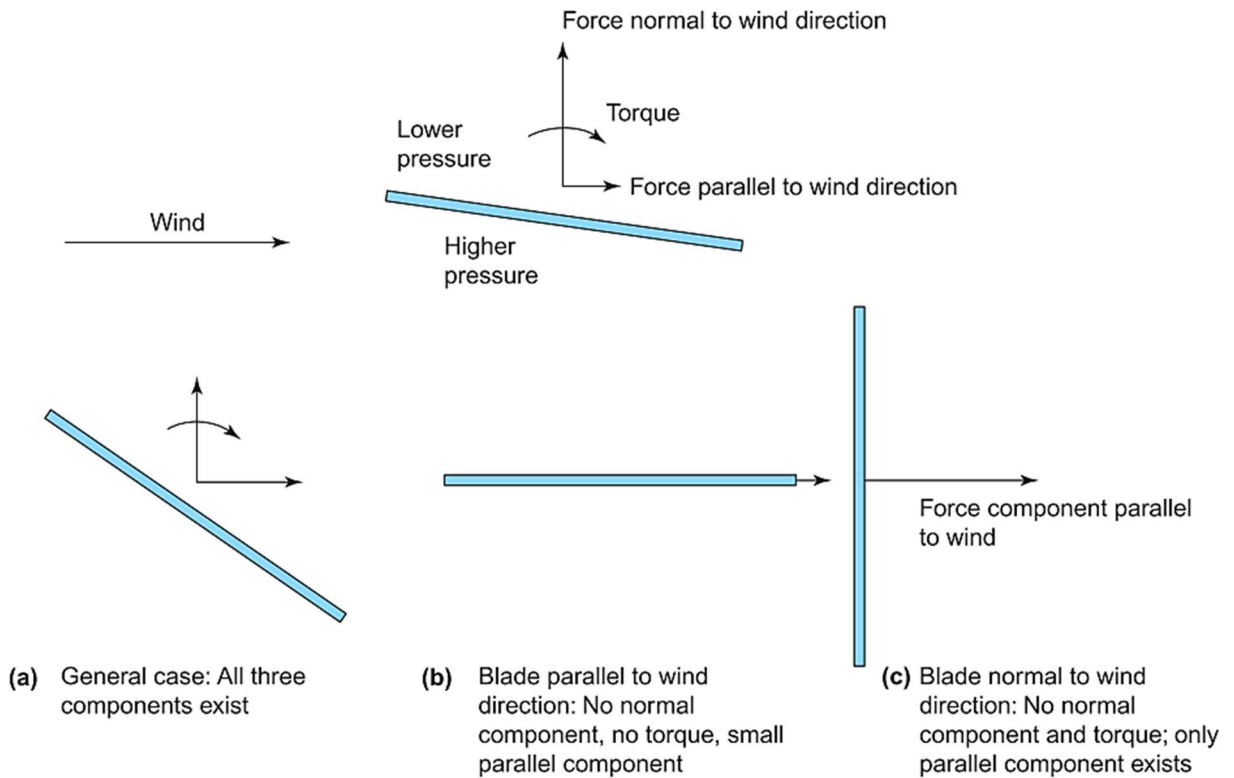 Force normal to wind direction
Torque
Lower
pressure
Force parallel to wind direction
Wind
Higher
pressure
Force component parallel
to wind
(a) General case: All three
components exist
(b) Blade parallel to wind
direction: No normal
component, no torque, small
parallel component
(c) Blade normal to wind
direction: No normal
component and torque; only
parallel component exists